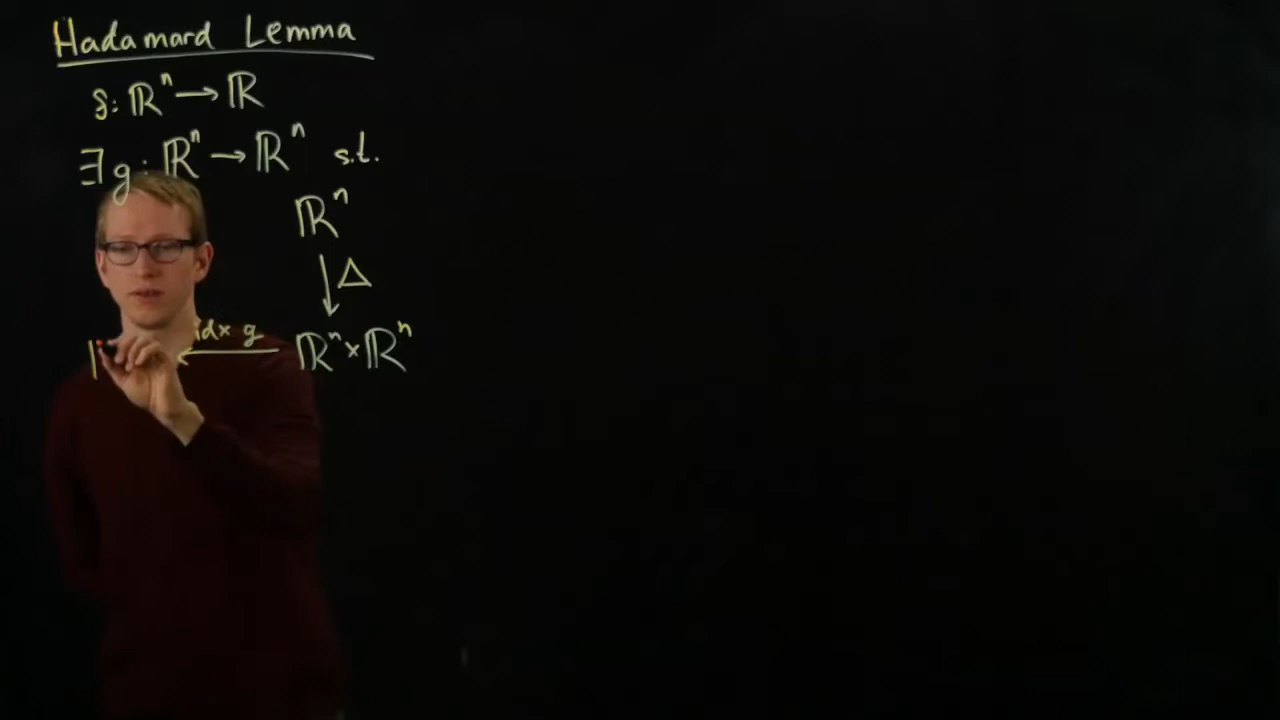 Hadamard Lemma
f: ℝⁿ → ℝ
∃ g: ℝⁿ → ℝⁿ s.t.
ℝⁿ
↓ Δ
id × g
← ℝⁿ × ℝⁿ